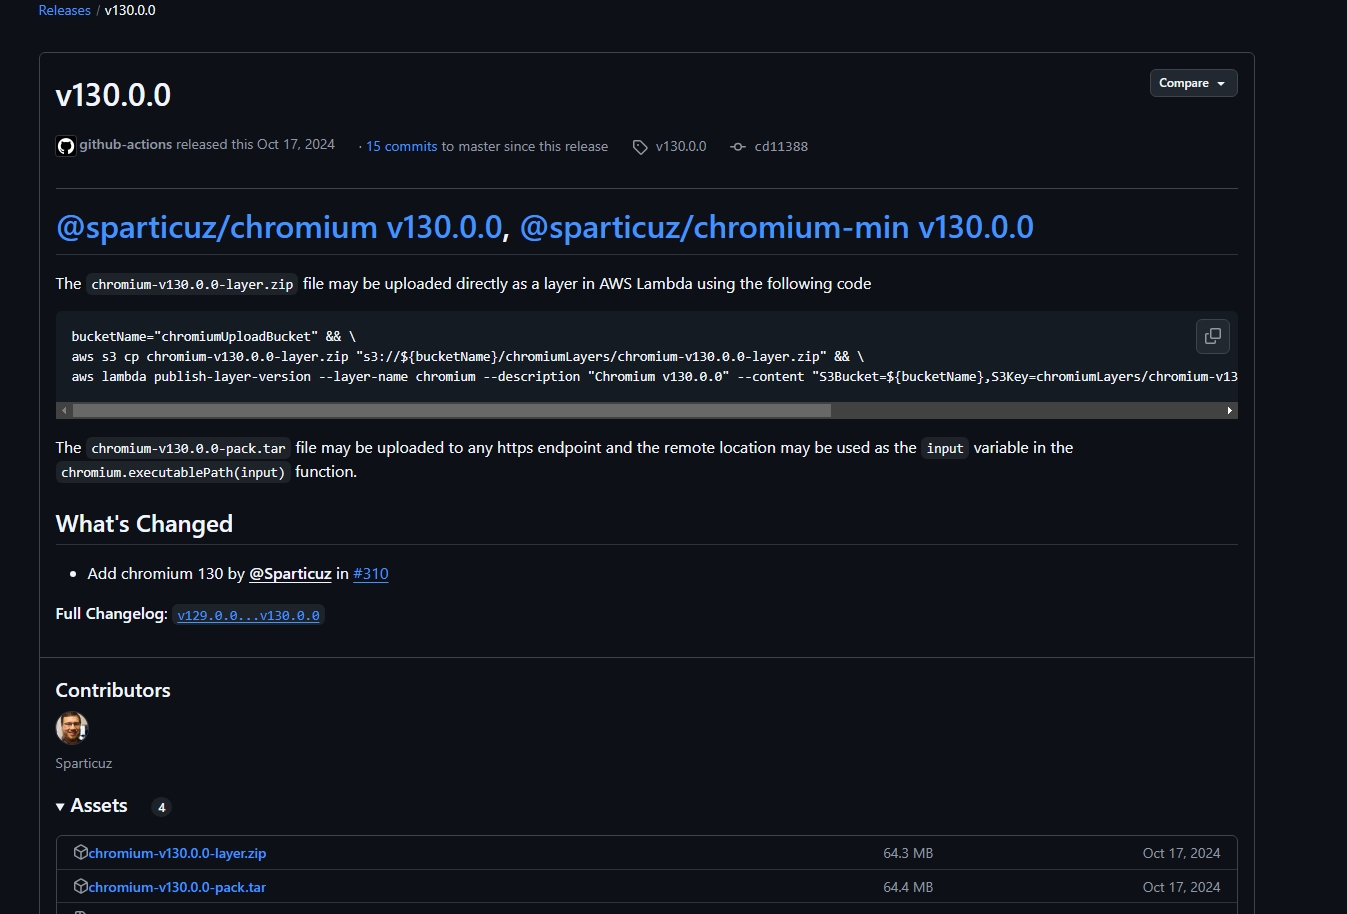 Releases / v130.0.0
v130.0.0
Compare
github-actions released this Oct 17, 2024 · 15 commits to master since this release v130.0.0 cd11388
@sparticuz/chromium v130.0.0, @sparticuz/chromium-min v130.0.0
The chromium-v130.0.0-layer.zip file may be uploaded directly as a layer in AWS Lambda using the following code
bucketName="chromiumUploadBucket" && \
aws s3 cp chromium-v130.0.0-layer.zip "s3://${bucketName}/chromiumLayers/chromium-v130.0.0-layer.zip" && \
aws lambda publish-layer-version --layer-name chromium --description "Chromium v130.0.0" --content "S3Bucket=${bucketName},S3Key=chromiumLayers/chromium-v13
The chromium-v130.0.0-pack.tar file may be uploaded to any https endpoint and the remote location may be used as the input variable in the
chromium.executablePath(input) function.
What's Changed
• Add chromium 130 by @Sparticuz in #310
Full Changelog: v129.0.0...v130.0.0
Contributors
Sparticuz
Assets 4
chromium-v130.0.0-layer.zip 64.3 MB Oct 17, 2024
chromium-v130.0.0-pack.tar 64.4 MB Oct 17, 2024